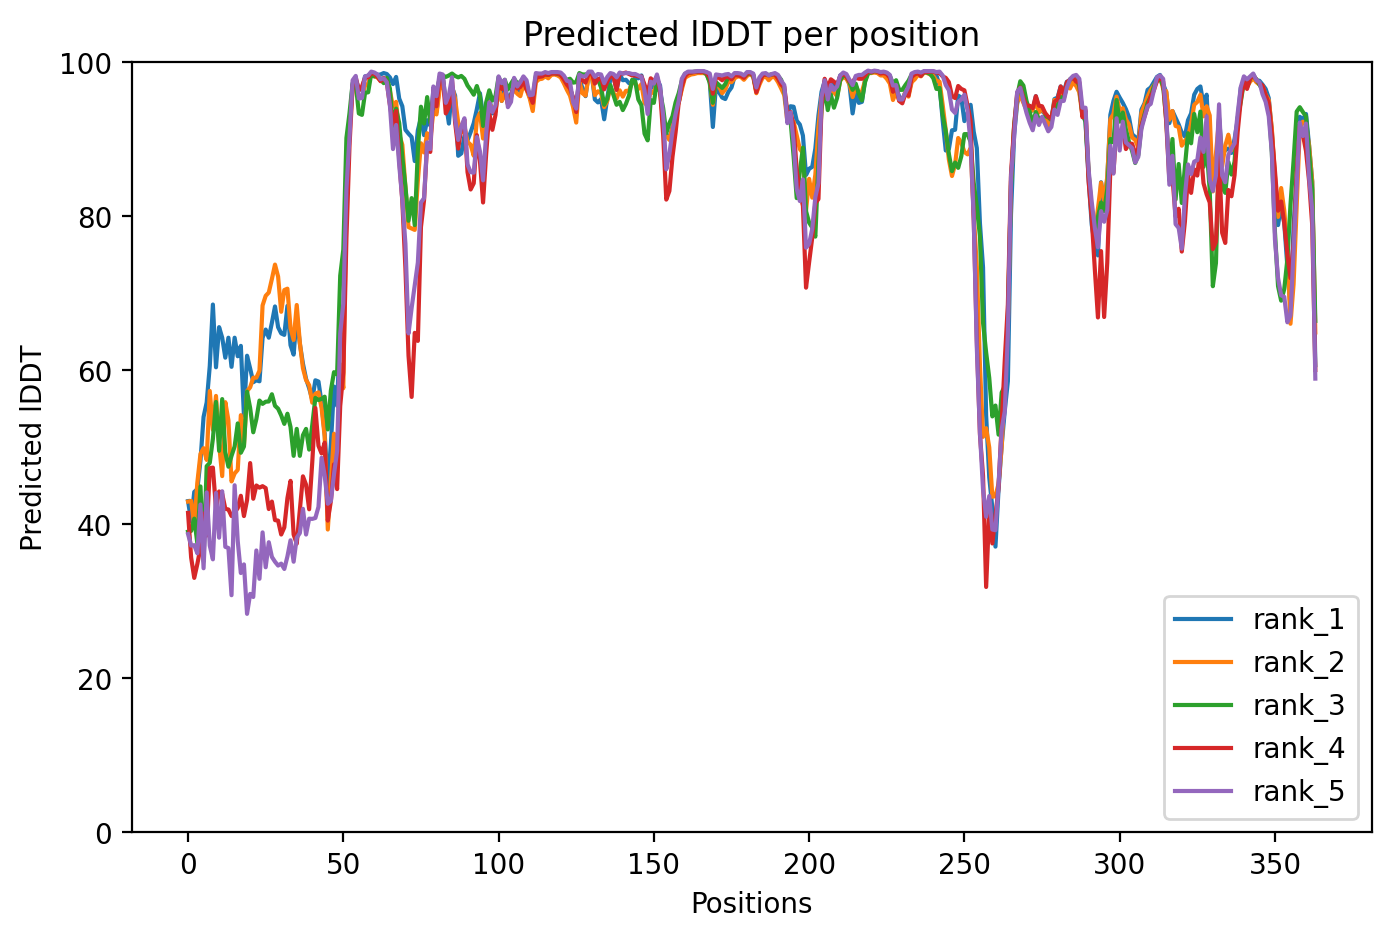 Predicted lDDT per position
Predicted lDDT
100
80
60
40
20
0
0 50 100 150 200 250 300 350
Positions
rank_1
rank_2
rank_3
rank_4
rank_5